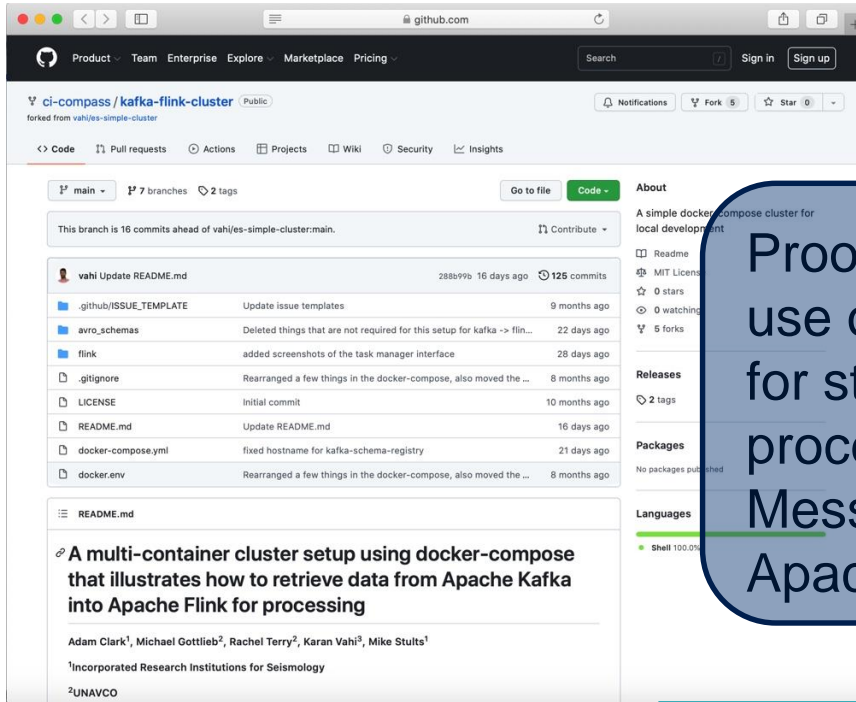 github.com
Product Team Enterprise Explore Marketplace Pricing Search / Sign in Sign up
ci-compass / kafka-flink-cluster Public Notifications Fork 5 Star 0
forked from vahi/es-simple-cluster
<> Code Pull requests Actions Projects Wiki Security Insights
main 7 branches 2 tags Go to file Code
This branch is 16 commits ahead of vahi/es-simple-cluster:main. Contribute
vahi Update README.md 288b99b 16 days ago 125 commits
.github/ISSUE_TEMPLATE Update issue templates 9 months ago
avro_schemas Deleted things that are not required for this setup for kafka -> flin... 22 days ago
flink added screenshots of the task manager interface 28 days ago
.gitignore Rearranged a few things in the docker-compose, also moved the ... 8 months ago
LICENSE Initial commit 10 months ago
README.md Update README.md 16 days ago
docker-compose.yml fixed hostname for kafka-schema-registry 21 days ago
docker.env Rearranged a few things in the docker-compose, also moved the ... 8 months ago
README.md
A multi-container cluster setup using docker-compose
that illustrates how to retrieve data from Apache Kafka
into Apache Flink for processing
Adam Clark1, Michael Gottlieb2, Rachel Terry2, Karan Vahi3, Mike Stults1
1Incorporated Research Institutions for Seismology
2UNAVCO
About
A simple docker compose cluster for
local development
Readme
MIT License
0 stars
0 watching
5 forks
Releases
2 tags
Packages
No packages published
Languages
Shell 100.0%
Proo
use
for st
proc
Mess
Apac